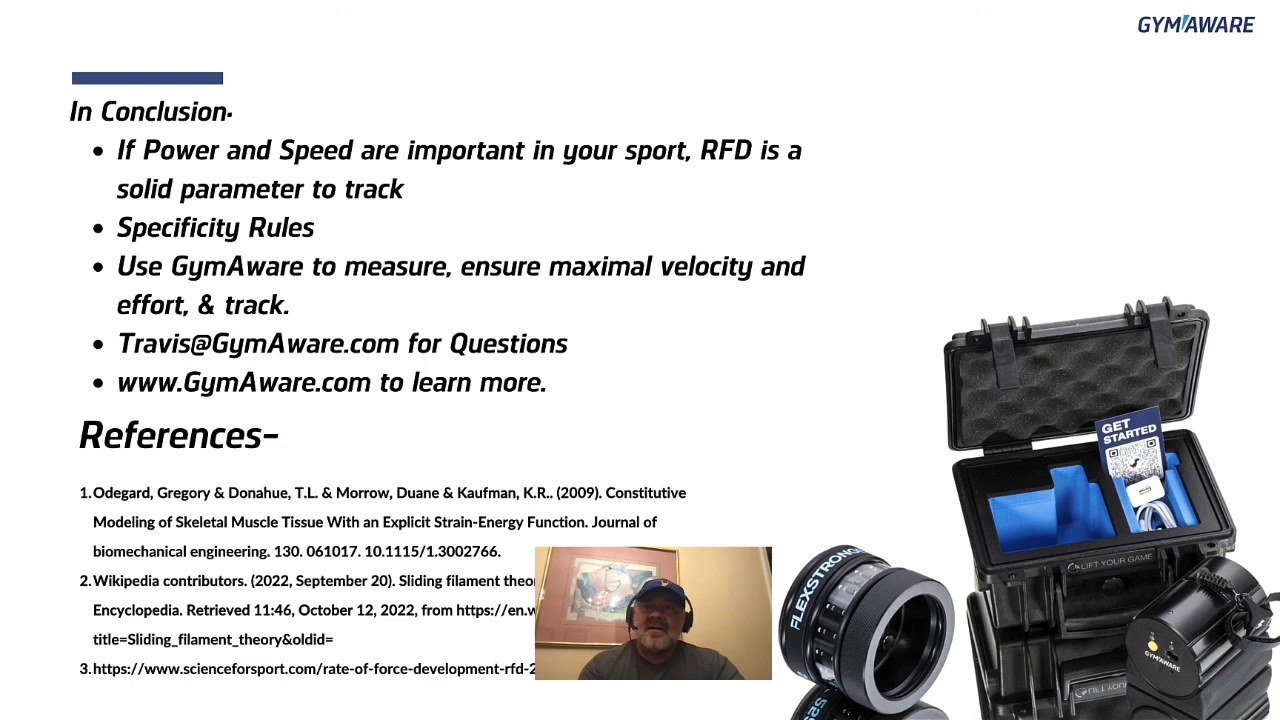 GYMAWARE
In Conclusion.
• If Power and Speed are important in your sport, RFD is a
solid parameter to track
• Specificity Rules
• Use GymAware to measure, ensure maximal velocity and
effort, & track.
• Travis@GymAware.com for Questions
• www.GymAware.com to learn more.
References-
1. Odegard, Gregory & Donahue, T.L. & Morrow, Duane & Kaufman, K.R.. (2009). Constitutive
Modeling of Skeletal Muscle Tissue With an Explicit Strain-Energy Function. Journal of
biomechanical engineering. 130. 061017. 10.1115/1.3002766.
2. Wikipedia contributors. (2022, September 20). Sliding filament
Encyclopedia. Retrieved 11:46, October 12, 2022, from https://en.w
title=Sliding_filament_theory&oldid=
3. https://www.scienceforsport.com/rate-of-force-development-rfd-2
GET
STARTED
LIFT YOUR GAME
FLEXSTRONG
GYMAWARE